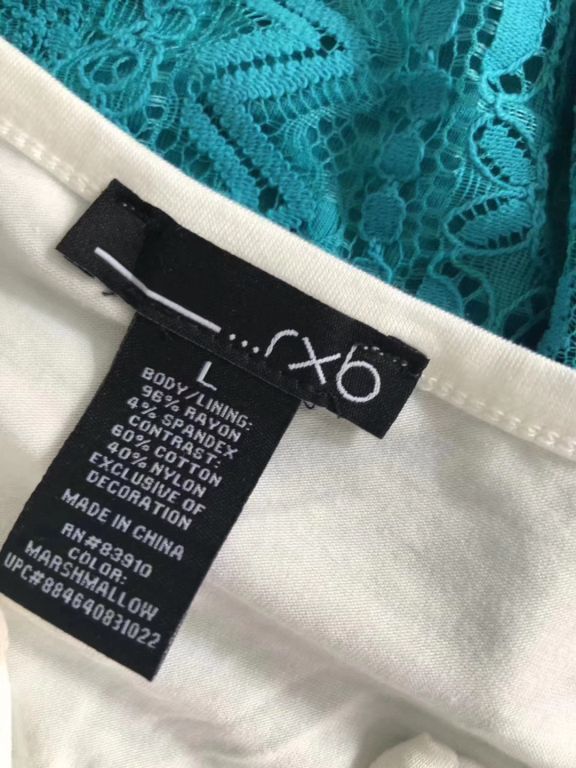 ___...rxb
L
BODY/LINING:
96% RAYON
4% SPANDEX
CONTRAST:
60% COTTON
40% NYLON
EXCLUSIVE OF
DECORATION
MADE IN CHINA
RN#83910
COLOR:
MARSHMALLOW
UPC#884640831022